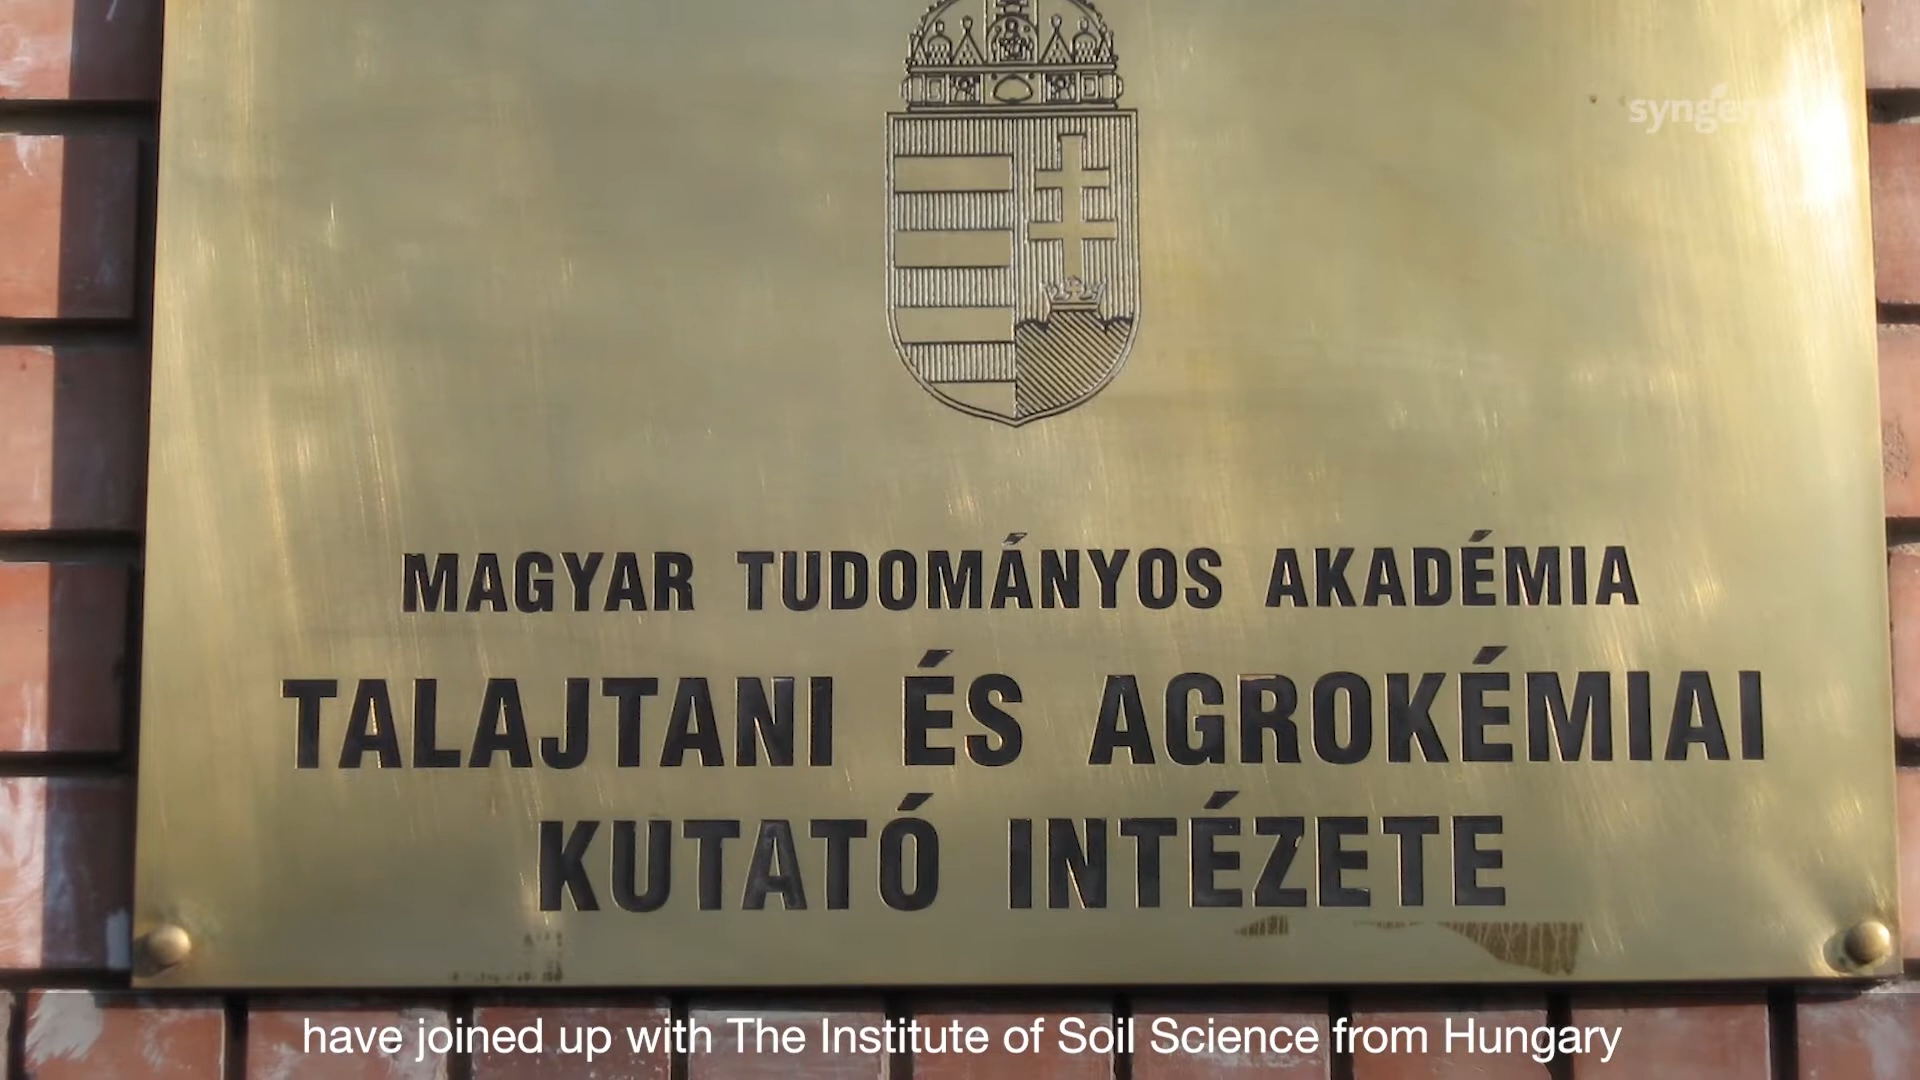 syngenta
MAGYAR TUDOMÁNYOS AKADÉMIA
TALAJTANI ÉS AGROKÉMIAI
KUTATÓ INTÉZETE
have joined up with The Institute of Soil Science from Hungary